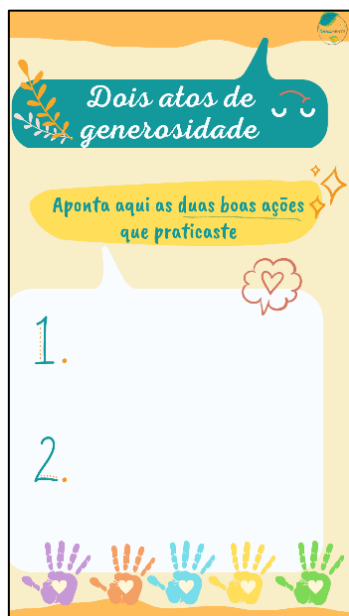 Dois atos de
generosidade
Aponta aqui as duas boas ações
que praticaste
1.
2.